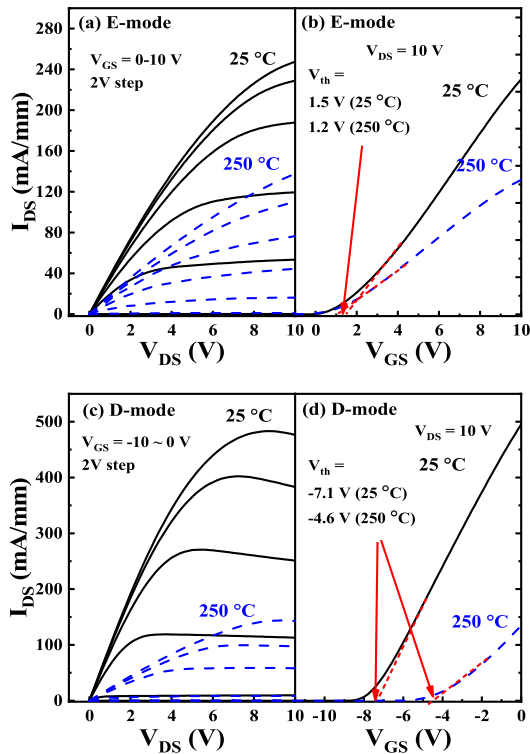 (a) E-mode
V_GS = 0-10 V
2V step
25 °C
250 °C
280
240
200
160
120
80
40
0
I_DS (mA/mm)
0 2 4 6 8 10
V_DS (V)
(b) E-mode
V_DS = 10 V
V_th =
1.5 V (25 °C)
1.2 V (250 °C)
25 °C
250 °C
0 2 4 6 8 10
V_GS (V)
(c) D-mode
V_GS = -10 ~ 0 V
2V step
25 °C
250 °C
500
400
300
200
100
0
I_DS (mA/mm)
0 2 4 6 8 10
V_DS (V)
(d) D-mode
V_DS = 10 V
V_th =
-7.1 V (25 °C)
-4.6 V (250 °C)
25 °C
250 °C
-10 -8 -6 -4 -2 0
V_GS (V)